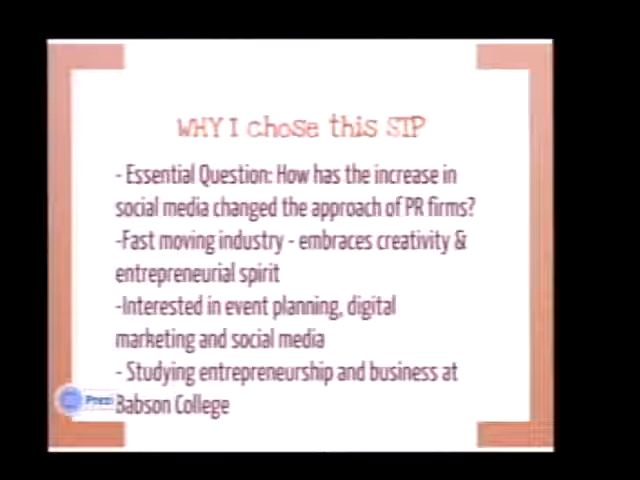 WHY I chose this STP
- Essential Question: How has the increase in
social media changed the approach of PR firms?
-Fast moving industry - embraces creativity &
entrepreneurial spirit
-Interested in event planning, digital
marketing and social media
- Studying entrepreneurship and business at
Babson College
Prezi